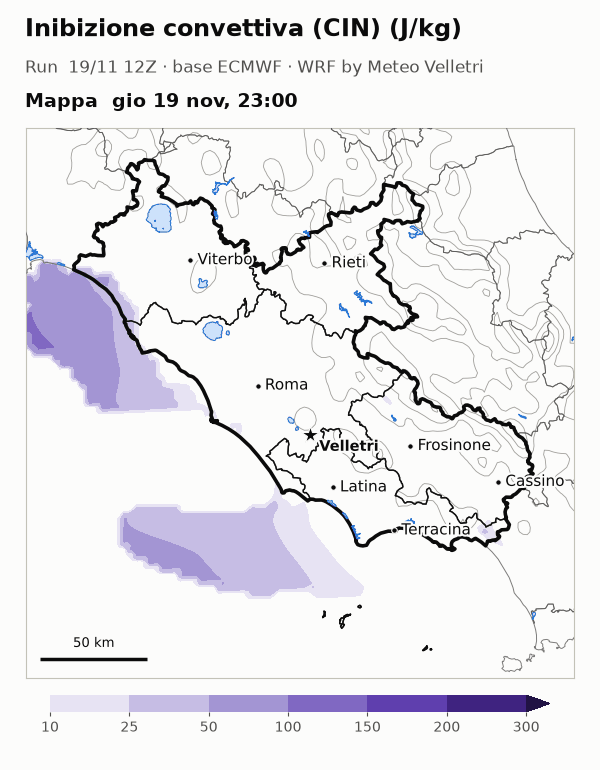 Inibizione convettiva (CIN) (J/kg)
Run  19/11 12Z · base ECMWF · WRF by Meteo Velletri
Mappa  gio 19 nov, 23:00
Viterbo
Rieti
Roma
Velletri
Frosinone
Cassino
Latina
Terracina
50 km
10 25 50 100 150 200 300